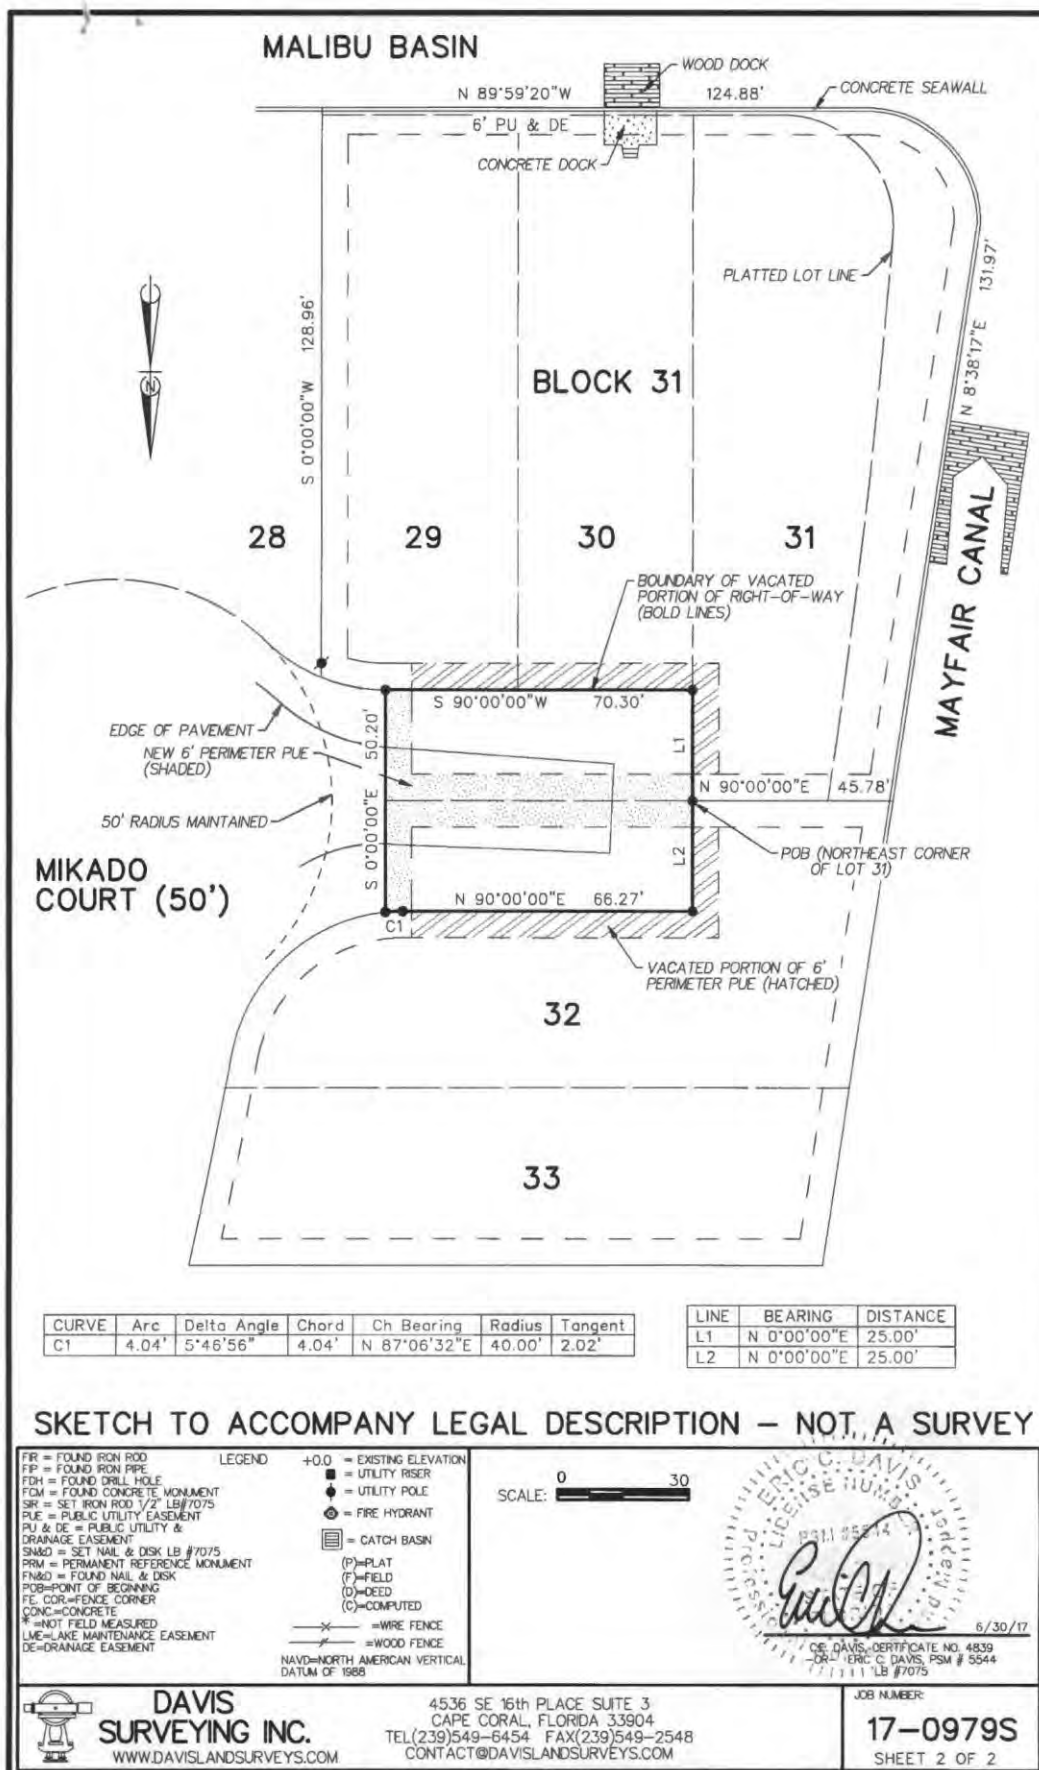 MALIBU BASIN
WOOD DOCK
N 89°59'20"W 124.88'
CONCRETE SEAWALL
6' PU & DE
CONCRETE DOCK
PLATTED LOT LINE
N 8°38'17"E 131.97'
S 0°00'00"W 128.96'
N
BLOCK 31
28
29
30
31
MAYFAIR CANAL
BOUNDARY OF VACATED
PORTION OF RIGHT-OF-WAY
(BOLD LINES)
S 90°00'00"W 70.30'
EDGE OF PAVEMENT
NEW 6' PERIMETER PUE
(SHADED)
50' RADIUS MAINTAINED
S 0°00'00"E 50.20'
L1
N 90°00'00"E 45.78'
L2
POB (NORTHEAST CORNER
OF LOT 31)
MIKADO
COURT (50')
N 90°00'00"E 66.27'
C1
VACATED PORTION OF 6'
PERIMETER PUE (HATCHED)
32
33
CURVE Arc Delta Angle Chord Ch Bearing Radius Tangent
C1 4.04' 5°46'56" 4.04' N 87°06'32"E 40.00' 2.02'
LINE BEARING DISTANCE
L1 N 0°00'00"E 25.00'
L2 N 0°00'00"E 25.00'
SKETCH TO ACCOMPANY LEGAL DESCRIPTION – NOT A SURVEY
LEGEND
FIR = FOUND IRON ROD
FIP = FOUND IRON PIPE
FDH = FOUND DRILL HOLE
FCM = FOUND CONCRETE MONUMENT
SIR = SET IRON ROD 1/2" LB#7075
PUE = PUBLIC UTILITY EASEMENT
PU & DE = PUBLIC UTILITY &
DRAINAGE EASEMENT
SN&D = SET NAIL & DISK LB #7075
PRM = PERMANENT REFERENCE MONUMENT
FN&D = FOUND NAIL & DISK
POB=POINT OF BEGINNING
FE. COR.=FENCE CORNER
CONC.=CONCRETE
* =NOT FIELD MEASURED
LME=LAKE MAINTENANCE EASEMENT
DE=DRAINAGE EASEMENT
+0.0 = EXISTING ELEVATION
= UTILITY RISER
= UTILITY POLE
= FIRE HYDRANT
= CATCH BASIN
(P)=PLAT
(F)=FIELD
(D)=DEED
(C)=COMPUTED
=WIRE FENCE
=WOOD FENCE
NAVD=NORTH AMERICAN VERTICAL
DATUM OF 1988
SCALE: 0 30
ERIC C. DAVIS
LICENSE NUMB
6/30/17
C.E. DAVIS, CERTIFICATE NO. 4839
-OR- ERIC C. DAVIS, PSM # 5544
LB #7075
DAVIS
SURVEYING INC.
WWW.DAVISLANDSURVEYS.COM
4536 SE 16th PLACE SUITE 3
CAPE CORAL, FLORIDA 33904
TEL(239)549-6454 FAX(239)549-2548
CONTACT@DAVISLANDSURVEYS.COM
JOB NUMBER:
17-0979S
SHEET 2 OF 2